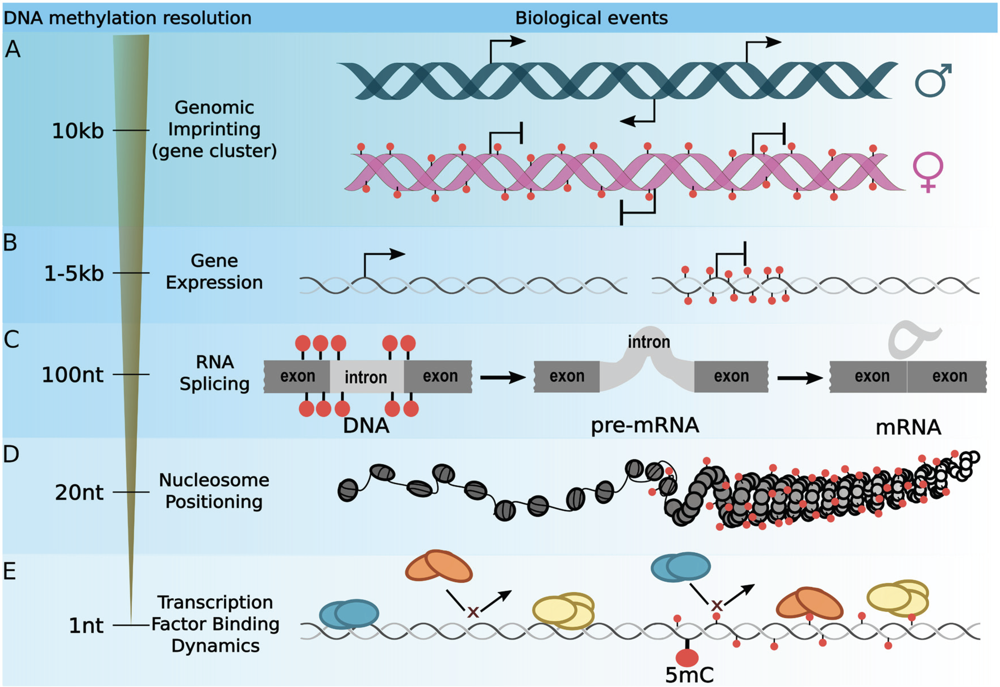 DNA methylation resolution
Biological events
A
10kb
Genomic
Imprinting
(gene cluster)
B
1-5kb
Gene
Expression
C
100nt
RNA
Splicing
exon
intron
exon
DNA
exon
intron
exon
pre-mRNA
exon
exon
mRNA
D
20nt
Nucleosome
Positioning
E
1nt
Transcription
Factor Binding
Dynamics
X
X
5mC